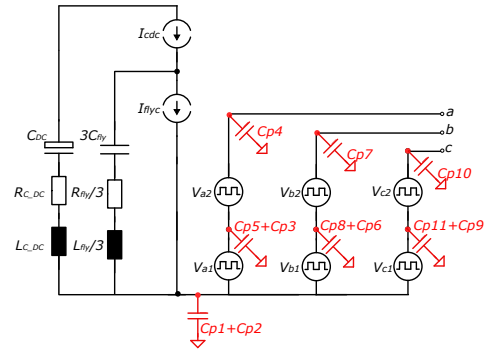 Icdc
Iflyc
a
b
c
CDC
3Cfly
Cp4
Cp7
Cp10
RC_DC
Rfly/3
Va2
Vb2
Vc2
Cp5+Cp3
Cp8+Cp6
Cp11+Cp9
LC_DC
Lfly/3
Va1
Vb1
Vc1
Cp1+Cp2